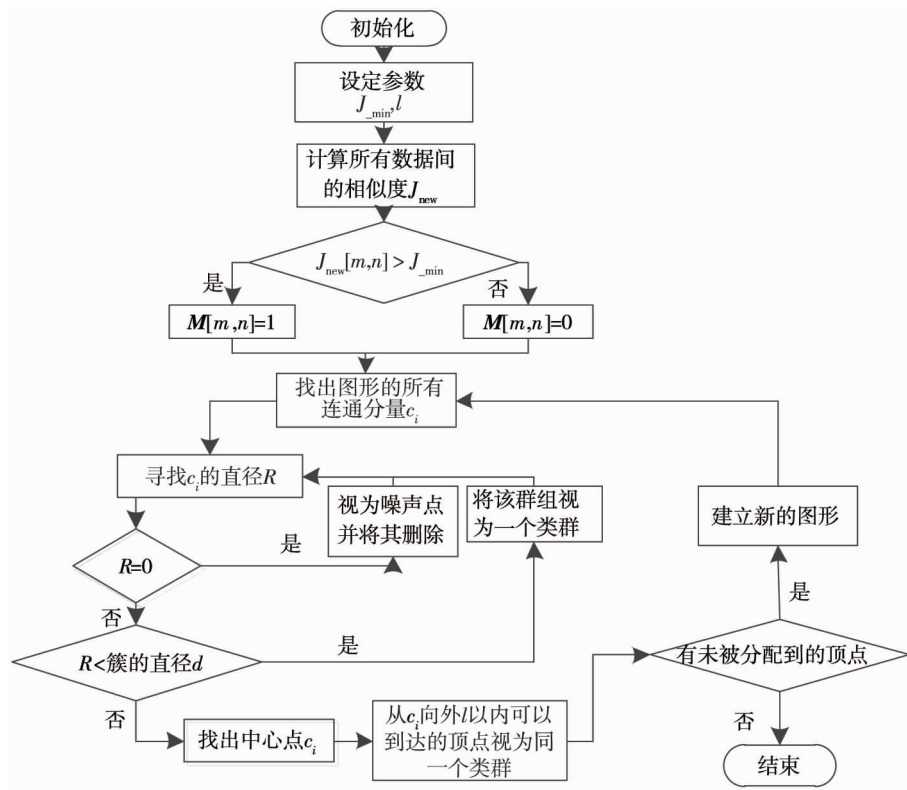 初始化
设定参数
J_min,l
计算所有数据间
的相似度Jnew
Jnew[m,n]>J_min
是
否
M[m,n]=1
M[m,n]=0
找出图形的所有
连通分量ci
寻找ci的直径R
视为噪声点
并将其删除
将该群组视
为一个类群
建立新的图形
R=0
是
是
否
R<簇的直径d
是
有未被分配到的顶点
否
找出中心点ci
从ci向外l以内可以
到达的顶点视为同
一个类群
否
结束